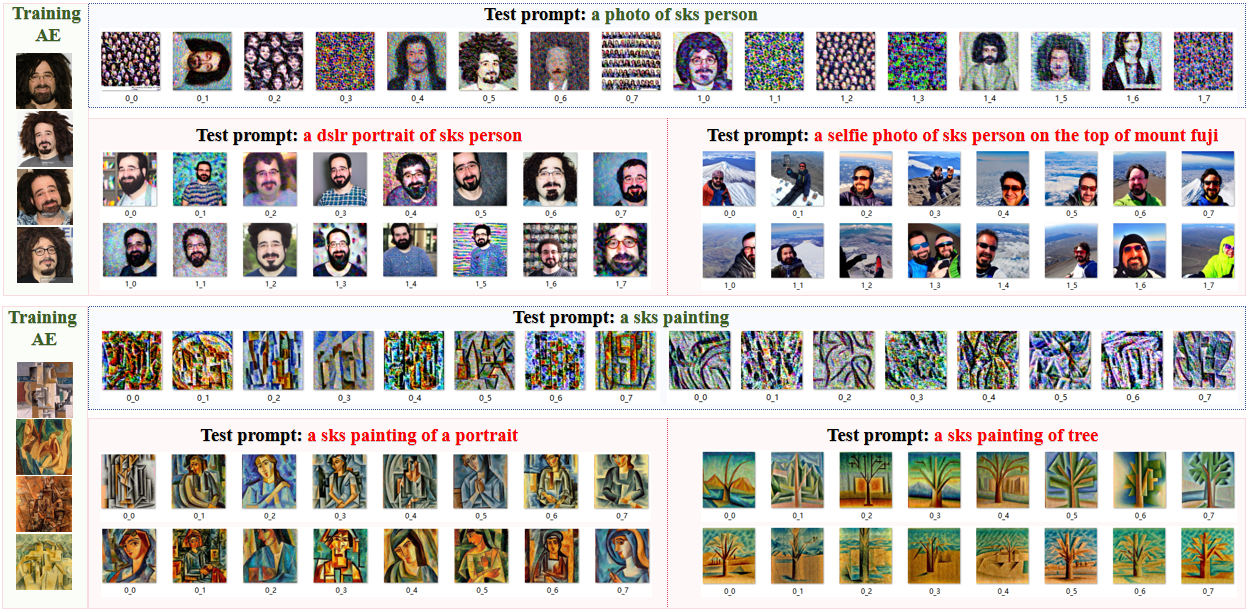 Training
AE
Test prompt: a photo of sks person
0_0 0_1 0_2 0_3 0_4 0_5 0_6 0_7 1_0 1_1 1_2 1_3 1_4 1_5 1_6 1_7
Test prompt: a dslr portrait of sks person
0_0 0_1 0_2 0_3 0_4 0_5 0_6 0_7
1_0 1_1 1_2 1_3 1_4 1_5 1_6 1_7
Test prompt: a selfie photo of sks person on the top of mount fuji
0_0 0_1 0_2 0_3 0_4 0_5 0_6 0_7
1_0 1_1 1_2 1_3 1_4 1_5 1_6 1_7
Training
AE
Test prompt: a sks painting
0_0 0_1 0_2 0_3 0_4 0_5 0_6 0_7 0_0 0_1 0_2 0_3 0_4 0_5 0_6 0_7
Test prompt: a sks painting of a portrait
0_0 0_1 0_2 0_3 0_4 0_5 0_6 0_7
0_0 0_1 0_2 0_3 0_4 0_5 0_6 0_7
Test prompt: a sks painting of tree
0_0 0_1 0_2 0_3 0_4 0_5 0_6 0_7
0_0 0_1 0_2 0_3 0_4 0_5 0_6 0_7